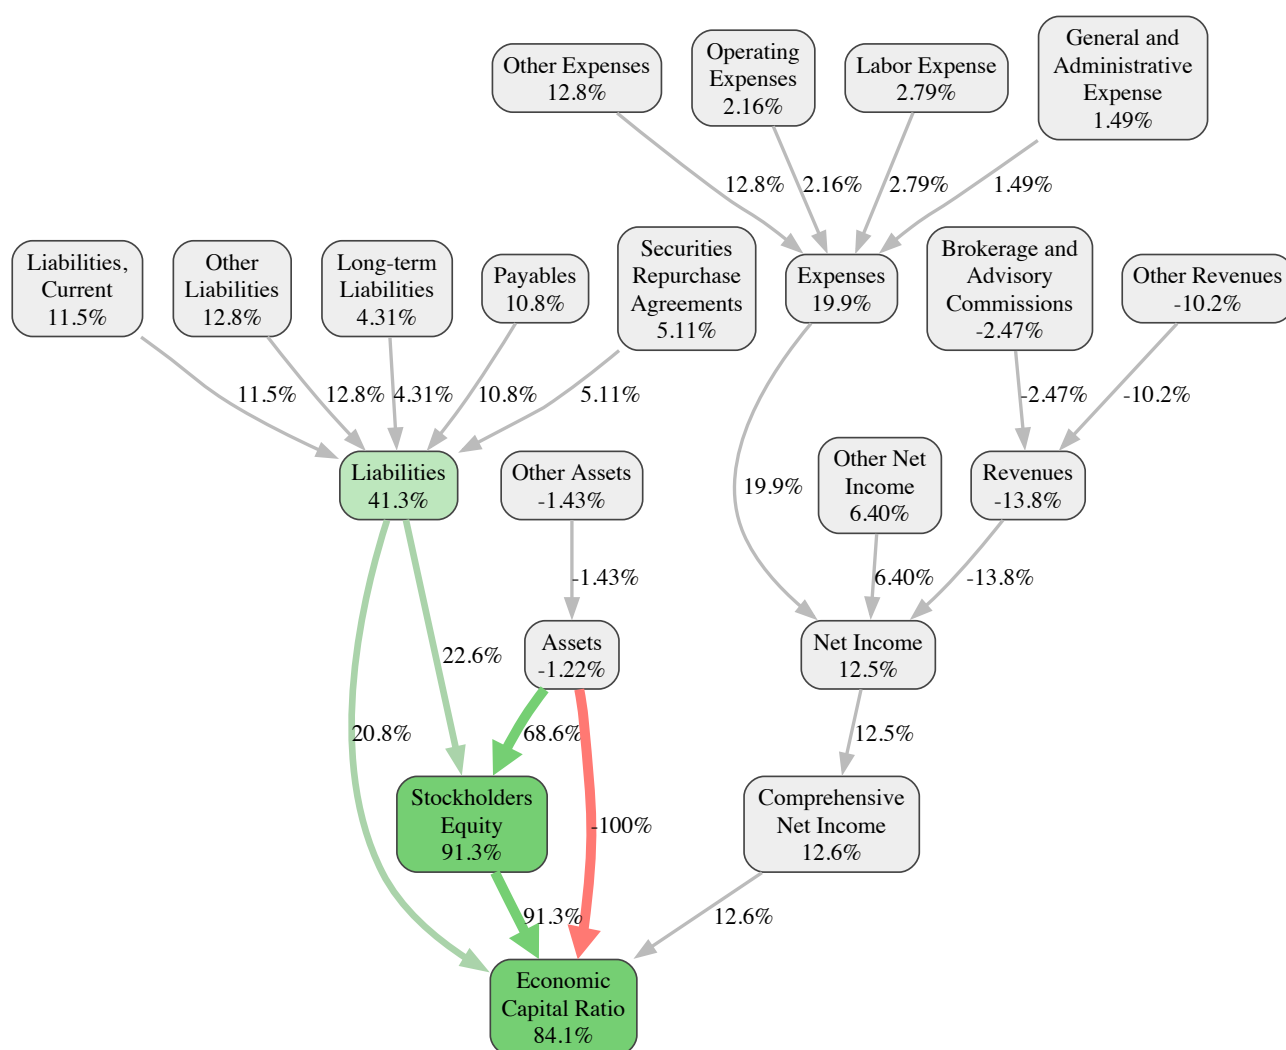 Other Expenses
12.8%
Operating
Expenses
2.16%
Labor Expense
2.79%
General and
Administrative
Expense
1.49%
12.8%
2.16%
2.79%
1.49%
Liabilities,
Current
11.5%
Other
Liabilities
12.8%
Long-term
Liabilities
4.31%
Payables
10.8%
Securities
Repurchase
Agreements
5.11%
Expenses
19.9%
Brokerage and
Advisory
Commissions
-2.47%
Other Revenues
-10.2%
11.5%
12.8%
4.31%
10.8%
5.11%
-2.47%
-10.2%
Liabilities
41.3%
Other Assets
-1.43%
19.9%
Other Net
Income
6.40%
Revenues
-13.8%
-1.43%
6.40%
-13.8%
22.6%
Assets
-1.22%
Net Income
12.5%
20.8%
68.6%
12.5%
Stockholders
Equity
91.3%
-100%
Comprehensive
Net Income
12.6%
91.3%
12.6%
Economic
Capital Ratio
84.1%